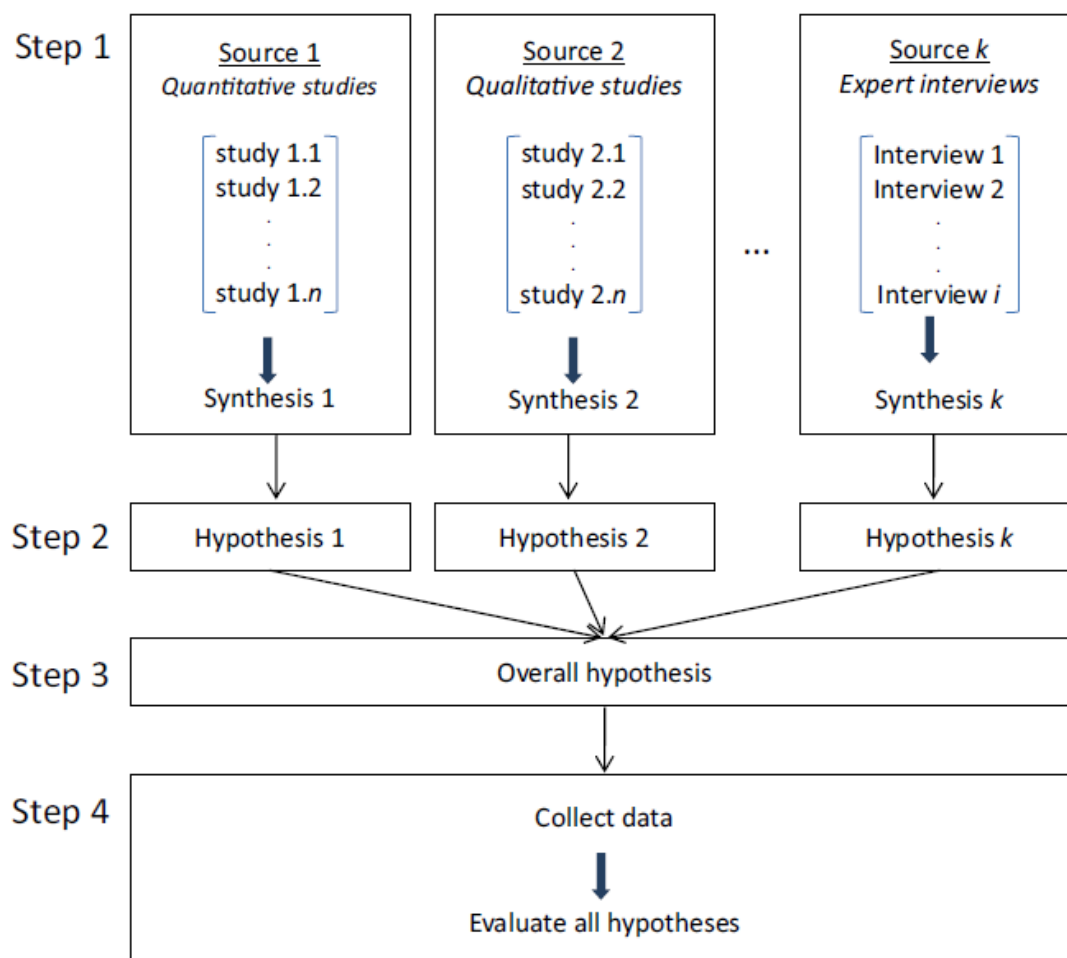 Step 1
Source 1
Quantitative studies
study 1.1
study 1.2
.
.
.
study 1.n
Synthesis 1
Source 2
Qualitative studies
study 2.1
study 2.2
.
.
.
study 2.n
Synthesis 2
...
Source k
Expert interviews
Interview 1
Interview 2
.
.
.
Interview i
Synthesis k
Step 2
Hypothesis 1
Hypothesis 2
Hypothesis k
Step 3
Overall hypothesis
Step 4
Collect data
Evaluate all hypotheses